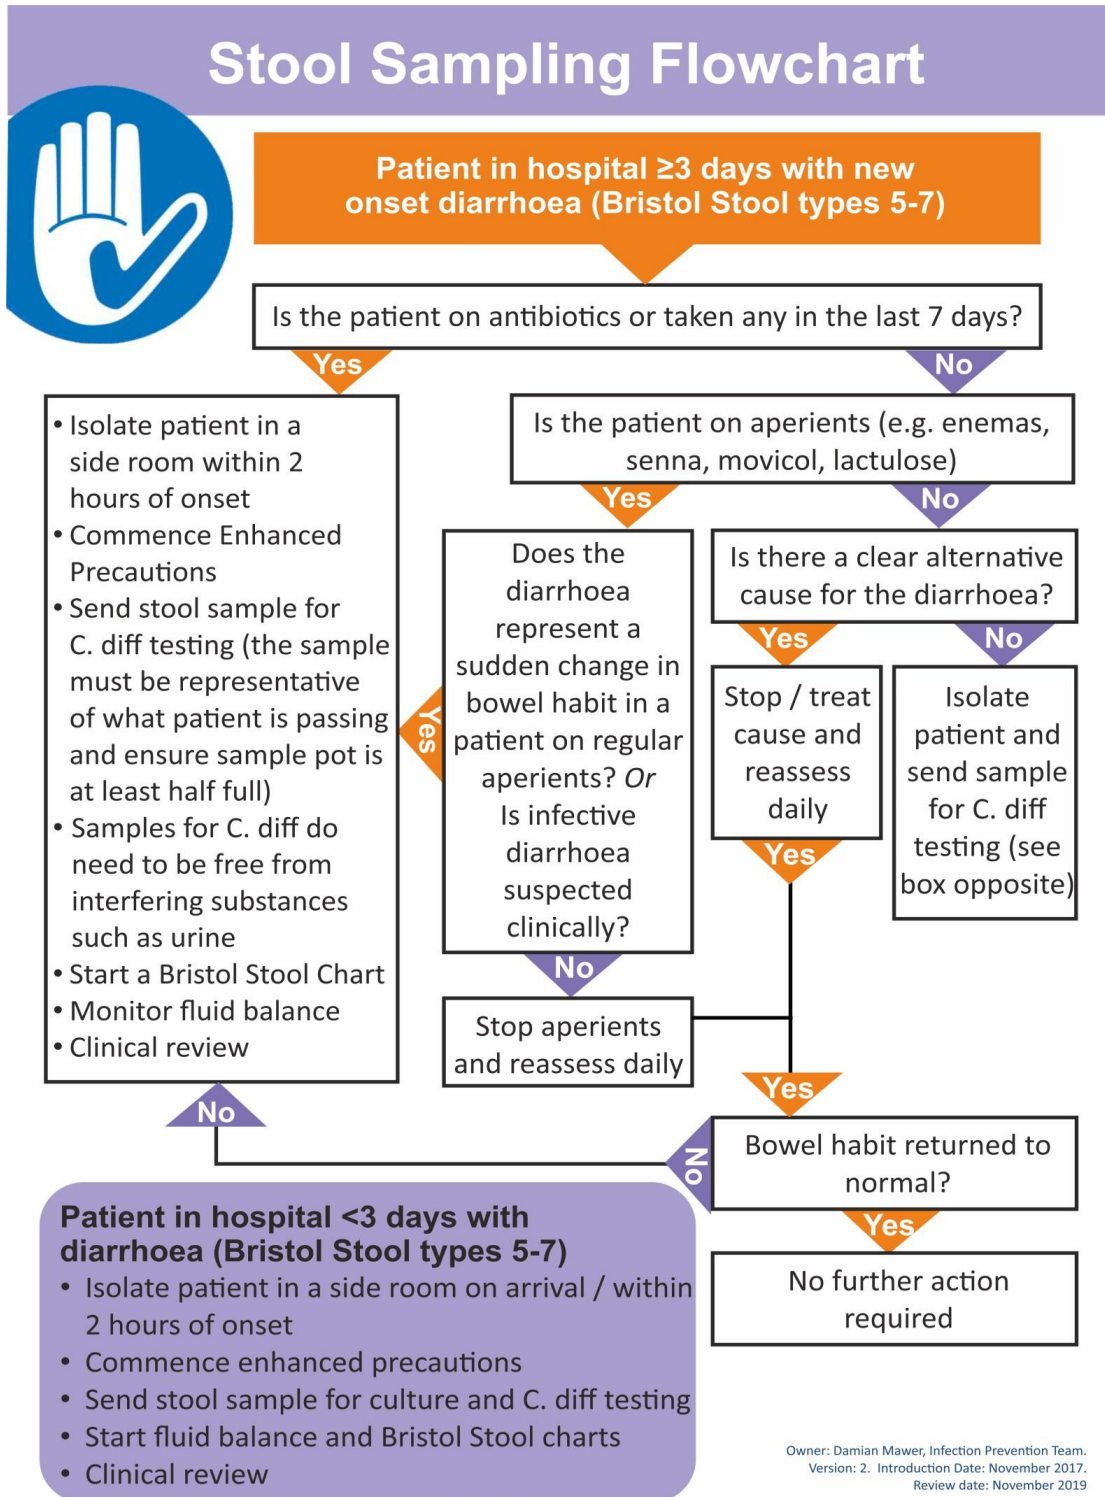 Stool Sampling Flowchart
Patient in hospital ≥3 days with new
onset diarrhoea (Bristol Stool types 5-7)
Is the patient on antibiotics or taken any in the last 7 days?
Yes
No
• Isolate patient in a
side room within 2
hours of onset
• Commence Enhanced
Precautions
• Send stool sample for
C. diff testing (the sample
must be representative
of what patient is passing
and ensure sample pot is
at least half full)
• Samples for C. diff do
need to be free from
interfering substances
such as urine
• Start a Bristol Stool Chart
• Monitor fluid balance
• Clinical review
Is the patient on aperients (e.g. enemas,
senna, movicol, lactulose)
Yes
No
Does the
diarrhoea
represent a
sudden change in
bowel habit in a
patient on regular
aperients? Or
Is infective
diarrhoea
suspected
clinically?
Yes
No
Stop aperients
and reassess daily
Is there a clear alternative
cause for the diarrhoea?
Yes
No
Stop / treat
cause and
reassess
daily
Yes
Isolate
patient and
send sample
for C. diff
testing (see
box opposite)
Yes
Bowel habit returned to
normal?
No
No
Yes
No further action
required
Patient in hospital <3 days with
diarrhoea (Bristol Stool types 5-7)
• Isolate patient in a side room on arrival / within
2 hours of onset
• Commence enhanced precautions
• Send stool sample for culture and C. diff testing
• Start fluid balance and Bristol Stool charts
• Clinical review
Owner: Damian Mawer, Infection Prevention Team.
Version: 2. Introduction Date: November 2017.
Review date: November 2019